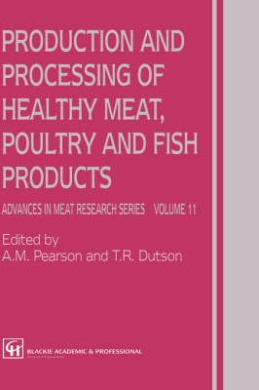 PRODUCTION AND
PROCESSING OF
HEALTHY MEAT,
POULTRY AND FISH
PRODUCTS
ADVANCES IN MEAT RESEARCH SERIES VOLUME 11
Edited by
A.M. Pearson and T.R. Dutson
BLACKIE ACADEMIC & PROFESSIONAL